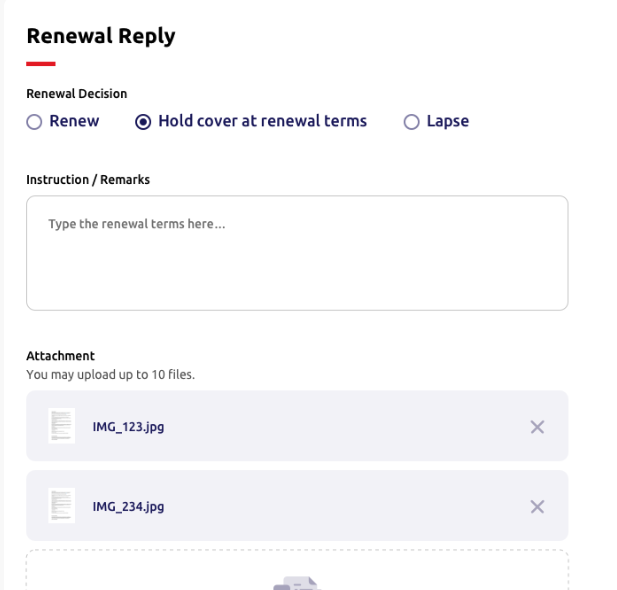 Renewal Reply
Renewal Decision
Renew Hold cover at renewal terms Lapse
Instruction / Remarks
Type the renewal terms here...
Attachment
You may upload up to 10 files.
IMG_123.jpg
IMG_234.jpg